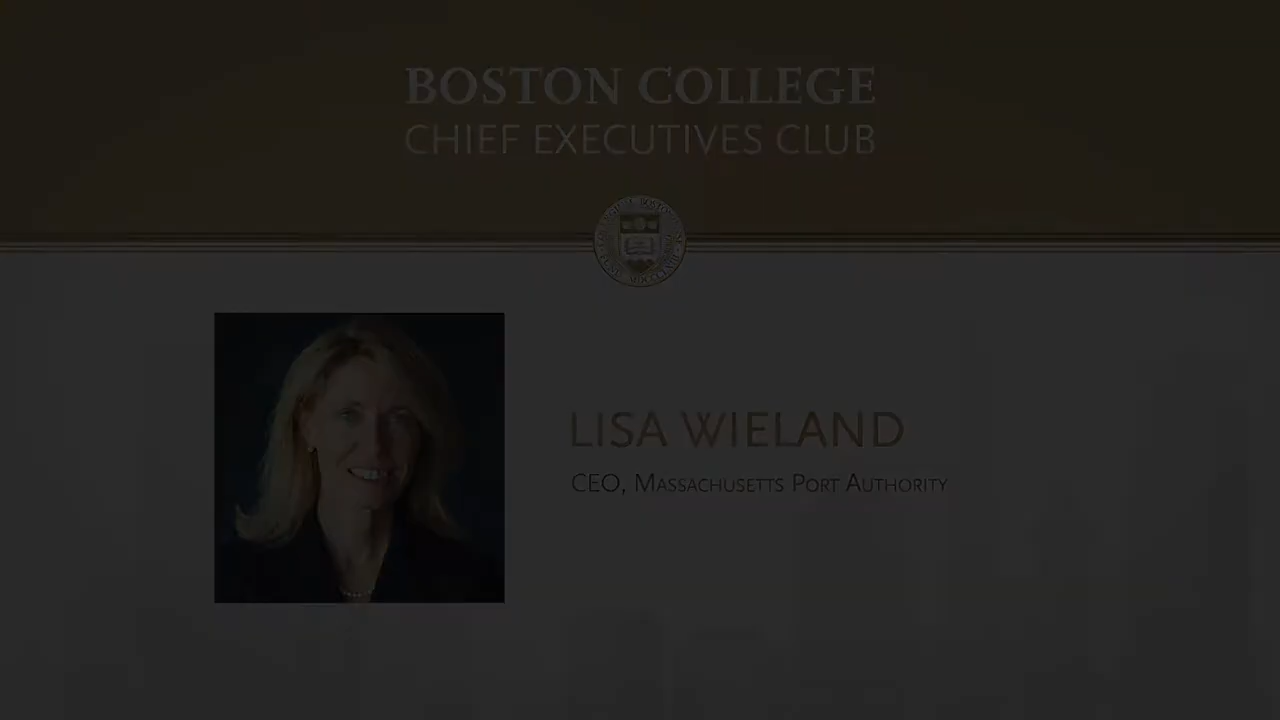 BOSTON COLLEGE
CHIEF EXECUTIVES CLUB
LISA WIELAND
CEO, MASSACHUSETTS PORT AUTHORITY